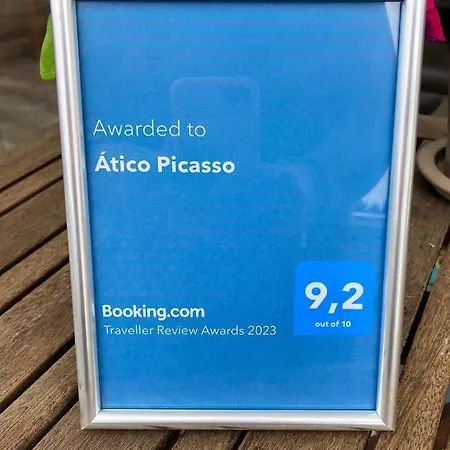 Awarded to
Ático Picasso
Booking.com
Traveller Review Awards 2023
9,2
out of 10